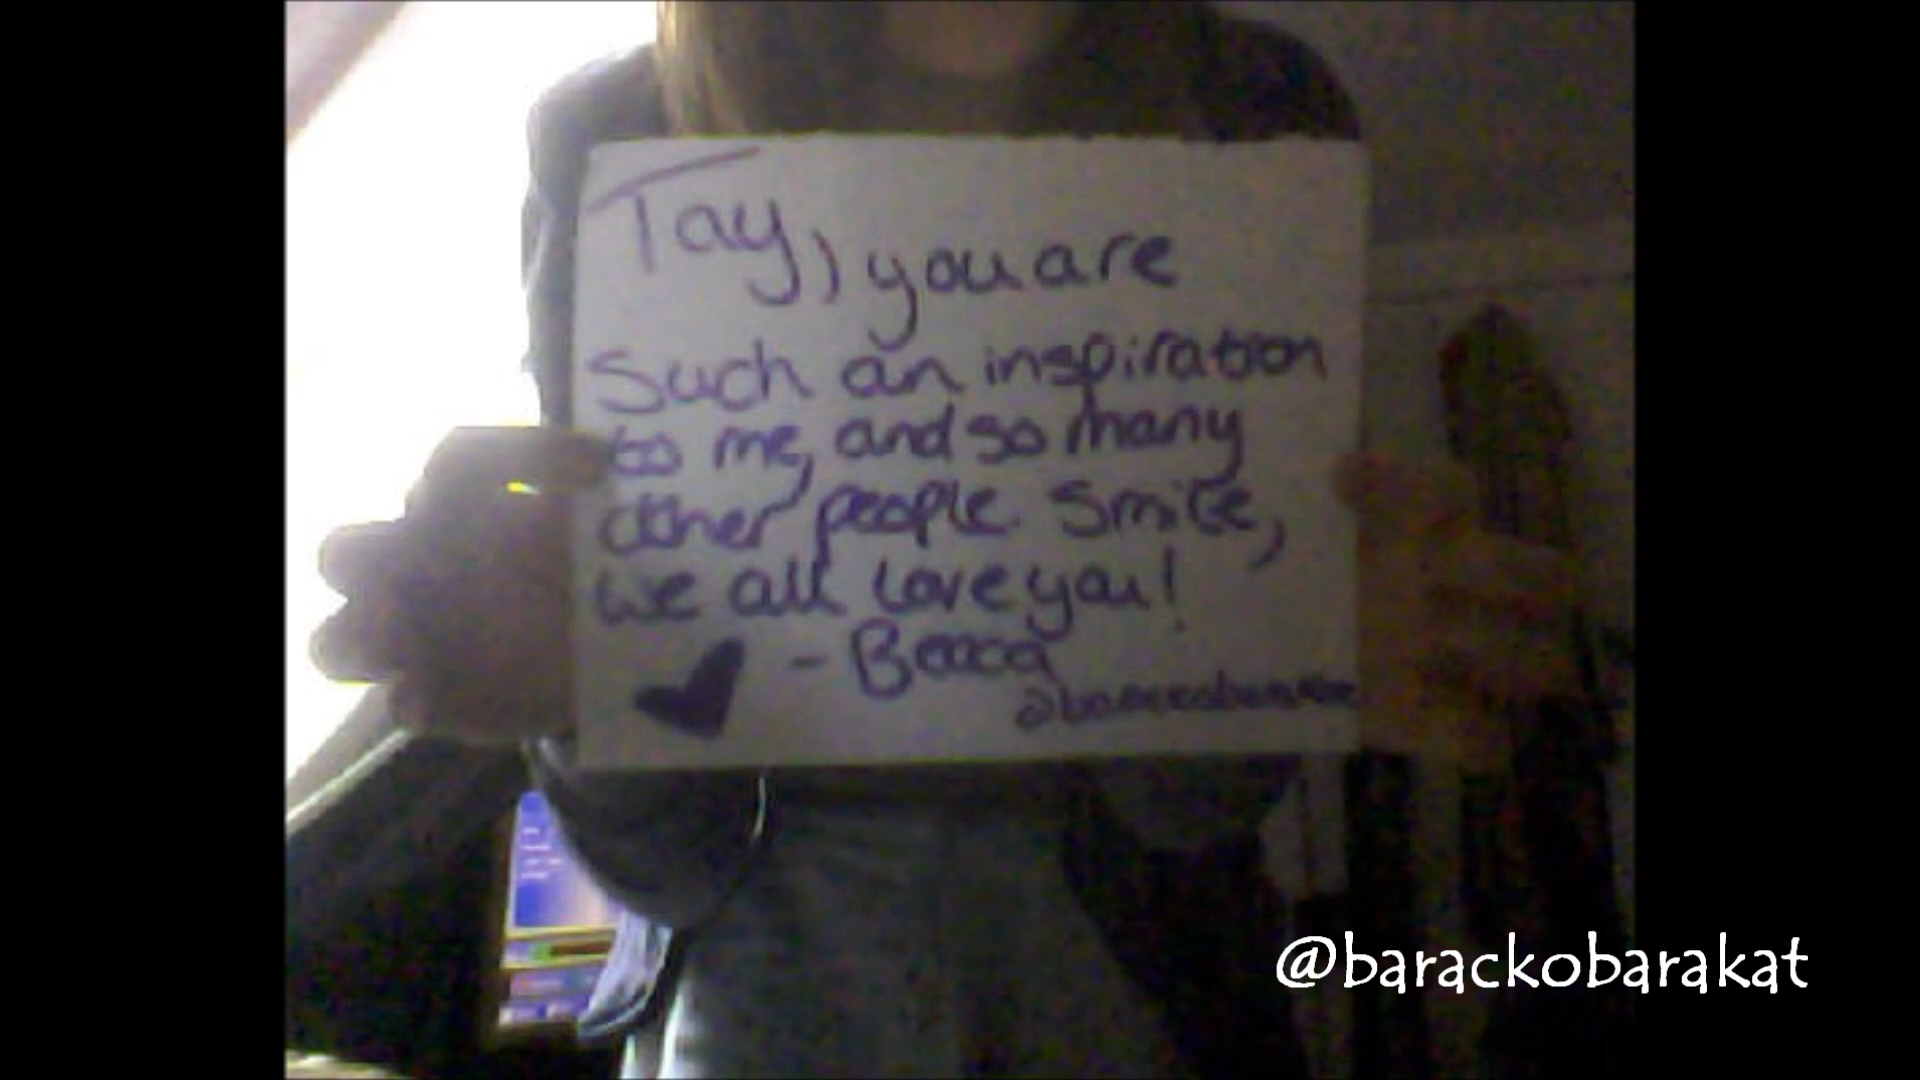 Tay, you are
Such an inspiration
to me, and so many
other people smile,
we all love you!
- Becca
@barackobarakat